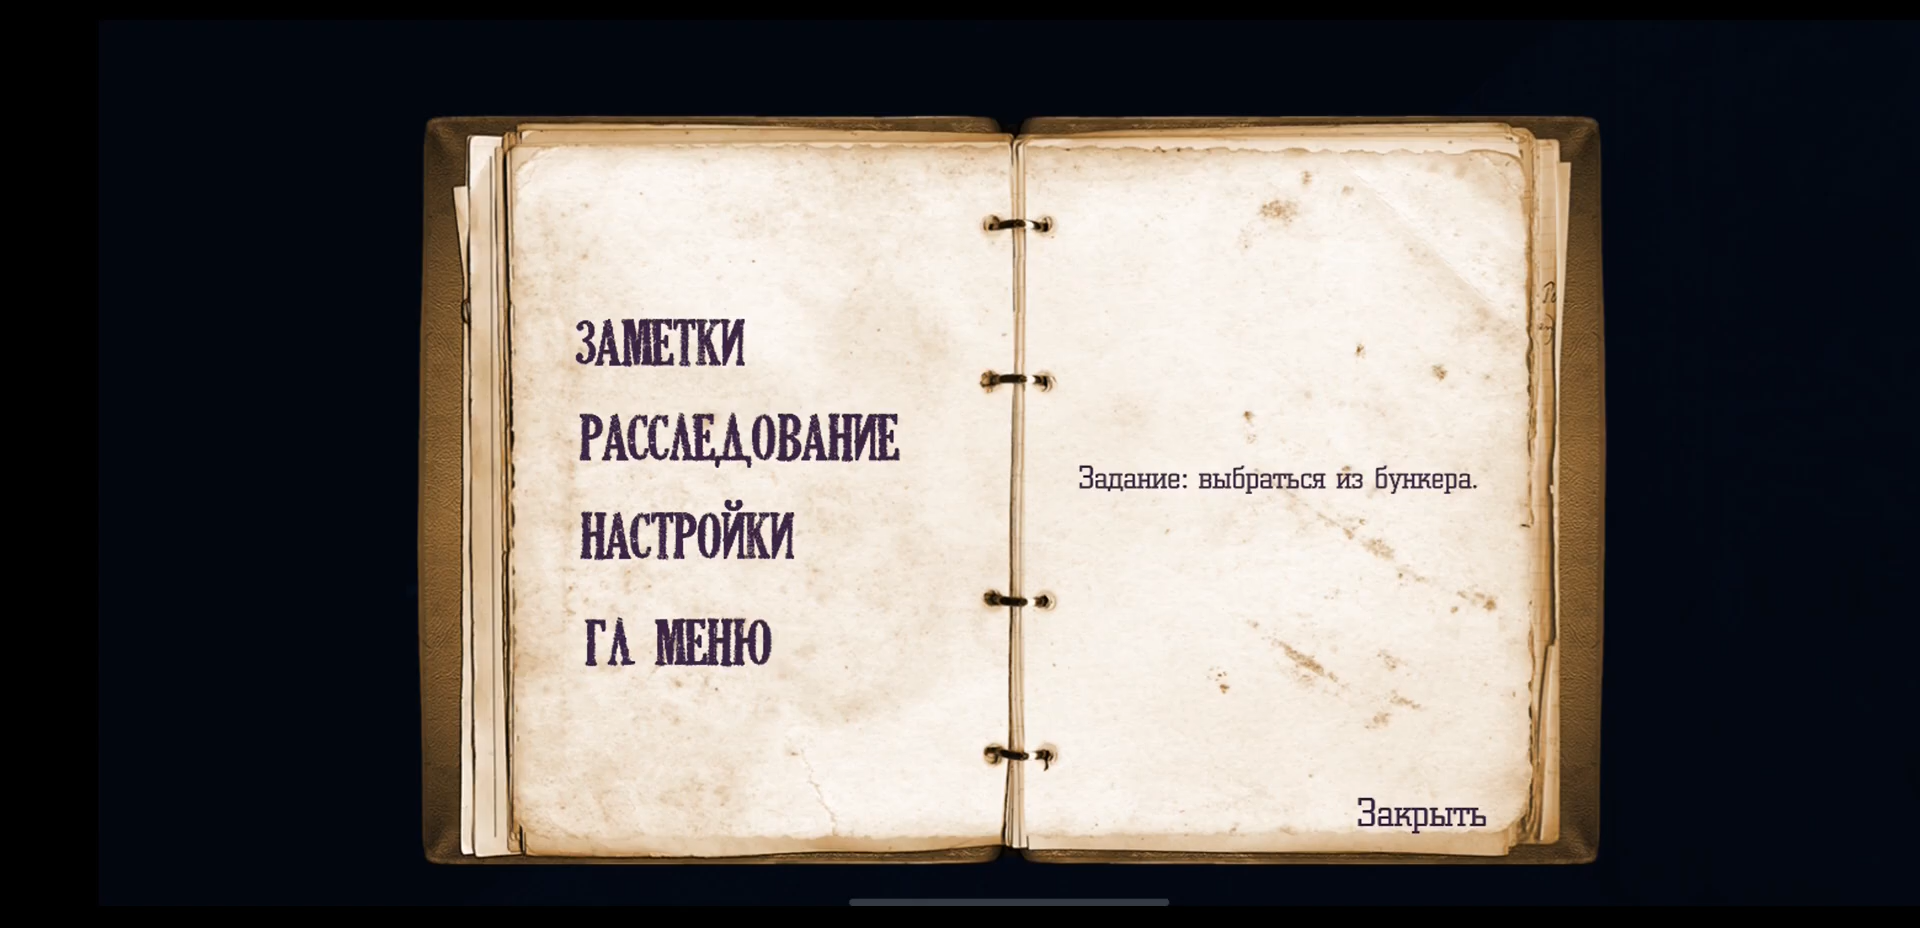 ЗАМЕТКИ
РАССЛЕДОВАНИЕ
НАСТРОЙКИ
ГЛ МЕНЮ
Задание: выбраться из бункера.
Закрыть